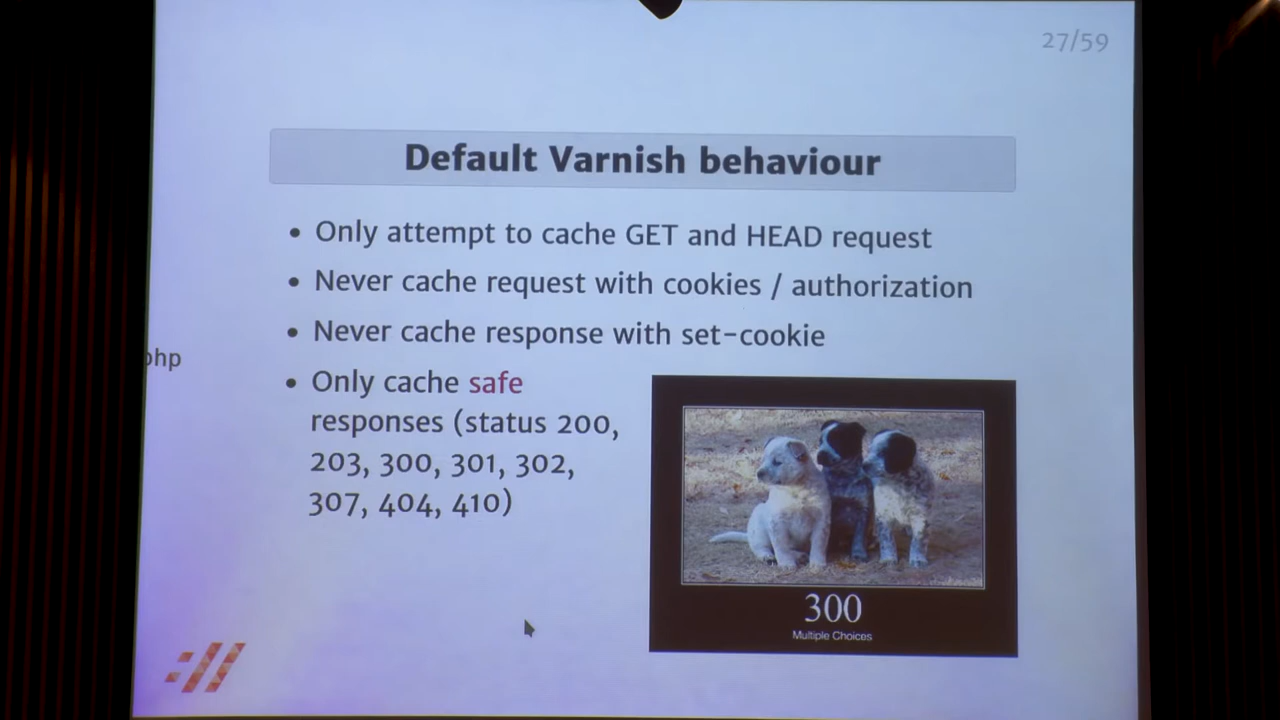 27/59
Default Varnish behaviour
• Only attempt to cache GET and HEAD request
• Never cache request with cookies / authorization
• Never cache response with set-cookie
php
• Only cache safe
responses (status 200,
203, 300, 301, 302,
307, 404, 410)
300
Multiple Choices